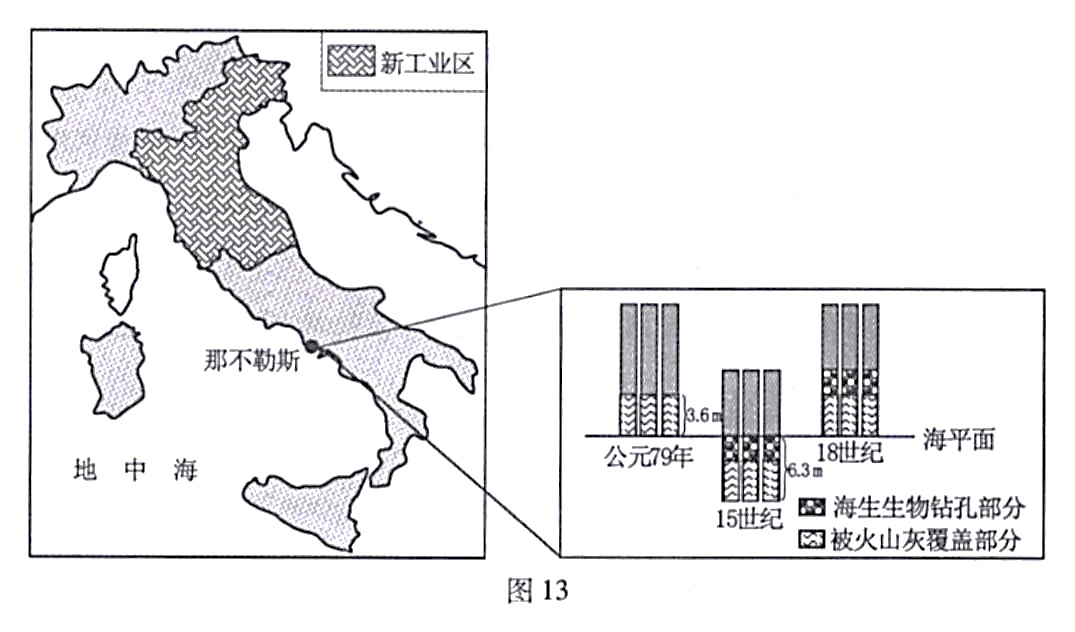 新工业区
那不勒斯
地中海
3.6m
公元79年
18世纪
海平面
6.3m
15世纪
海生生物钻孔部分
被火山灰覆盖部分
图 13